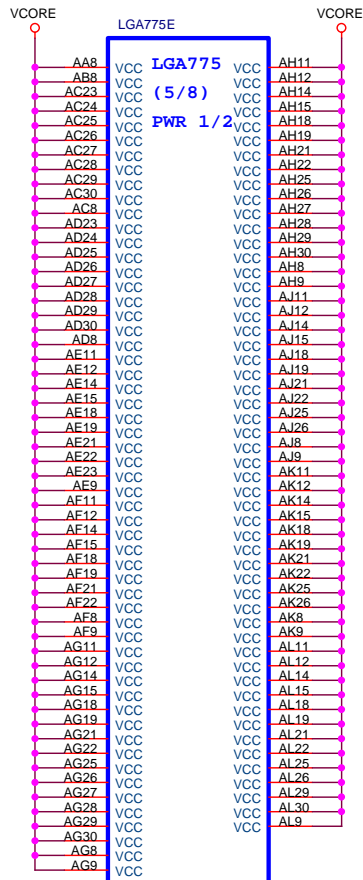 VCORE VCORE
LGA775E
AA8 VCC LGA775 VCC AH11
AB8 VCC VCC AH12
AC23 VCC (5/8) VCC AH14
AC24 VCC VCC AH15
AC25 VCC PWR 1/2 VCC AH18
AC26 VCC VCC AH19
AC27 VCC VCC AH21
AC28 VCC VCC AH22
AC29 VCC VCC AH25
AC30 VCC VCC AH26
AC8 VCC VCC AH27
AD23 VCC VCC AH28
AD24 VCC VCC AH29
AD25 VCC VCC AH30
AD26 VCC VCC AH8
AD27 VCC VCC AH9
AD28 VCC VCC AJ11
AD29 VCC VCC AJ12
AD30 VCC VCC AJ14
AD8 VCC VCC AJ15
AE11 VCC VCC AJ18
AE12 VCC VCC AJ19
AE14 VCC VCC AJ21
AE15 VCC VCC AJ22
AE18 VCC VCC AJ25
AE19 VCC VCC AJ26
AE21 VCC VCC AJ8
AE22 VCC VCC AJ9
AE23 VCC VCC AK11
AE9 VCC VCC AK12
AF11 VCC VCC AK14
AF12 VCC VCC AK15
AF14 VCC VCC AK18
AF15 VCC VCC AK19
AF18 VCC VCC AK21
AF19 VCC VCC AK22
AF21 VCC VCC AK25
AF22 VCC VCC AK26
AF8 VCC VCC AK8
AF9 VCC VCC AK9
AG11 VCC VCC AL11
AG12 VCC VCC AL12
AG14 VCC VCC AL14
AG15 VCC VCC AL15
AG18 VCC VCC AL18
AG19 VCC VCC AL19
AG21 VCC VCC AL21
AG22 VCC VCC AL22
AG25 VCC VCC AL25
AG26 VCC VCC AL26
AG27 VCC VCC AL29
AG28 VCC VCC AL30
AG29 VCC VCC AL9
AG30 VCC
AG8 VCC
AG9 VCC